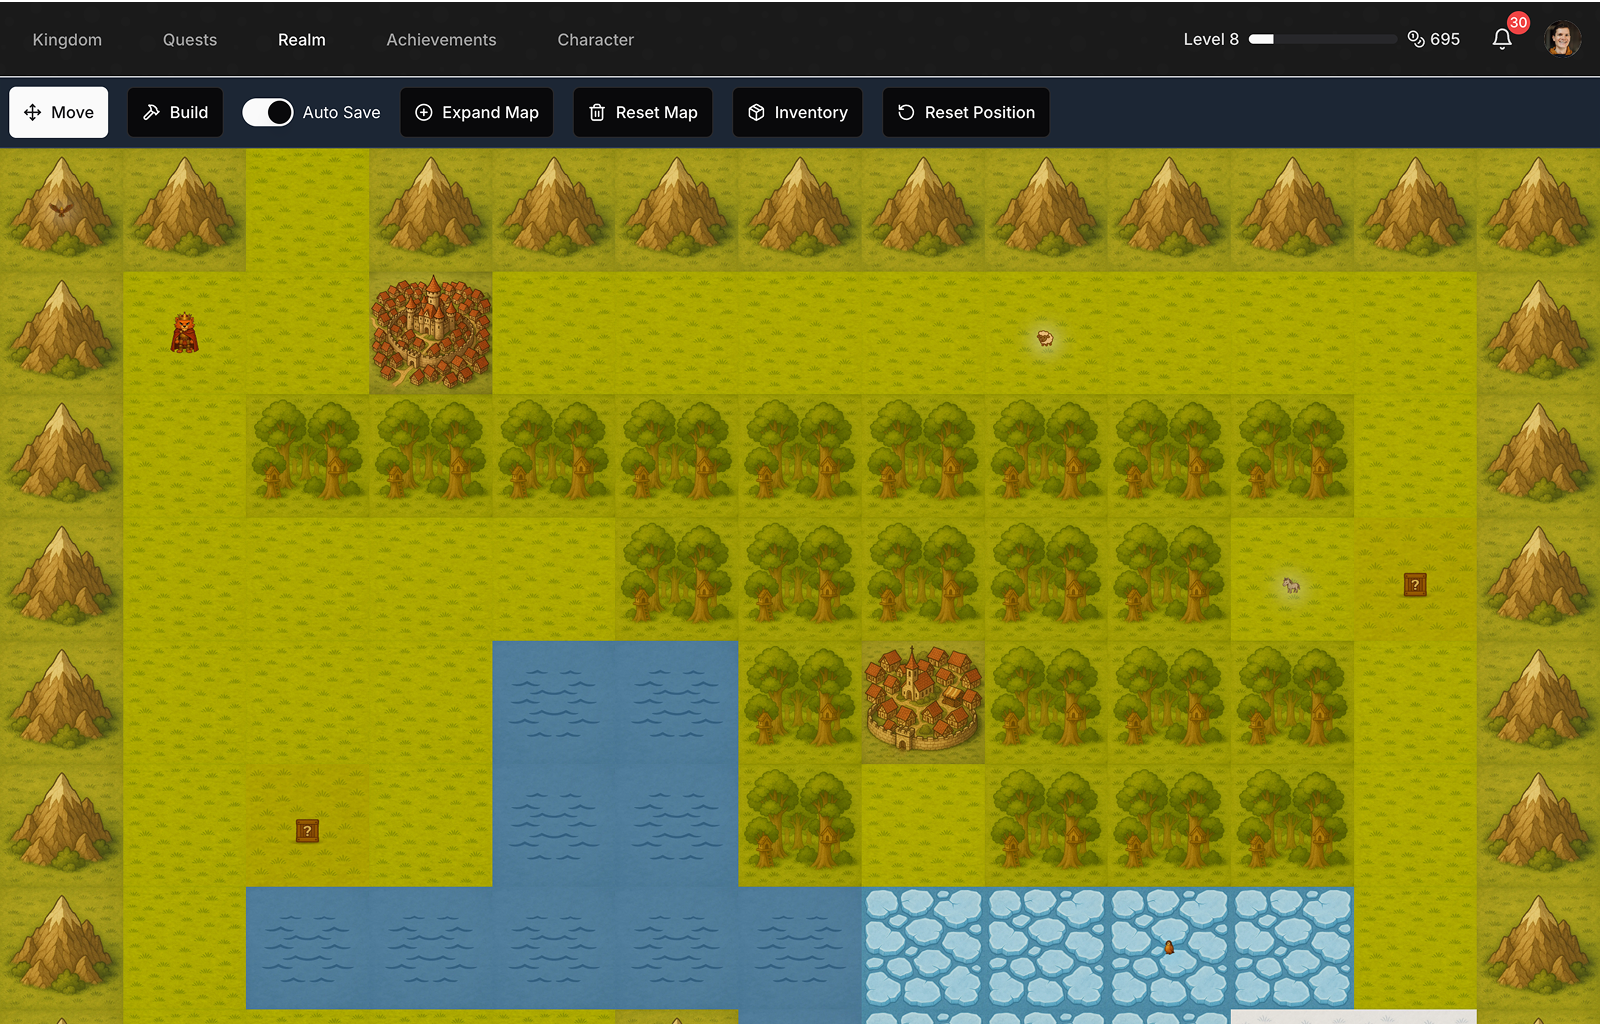 Kingdom Quests Realm Achievements Character Level 8 695 30
Move Build Auto Save Expand Map Reset Map Inventory Reset Position
?
?